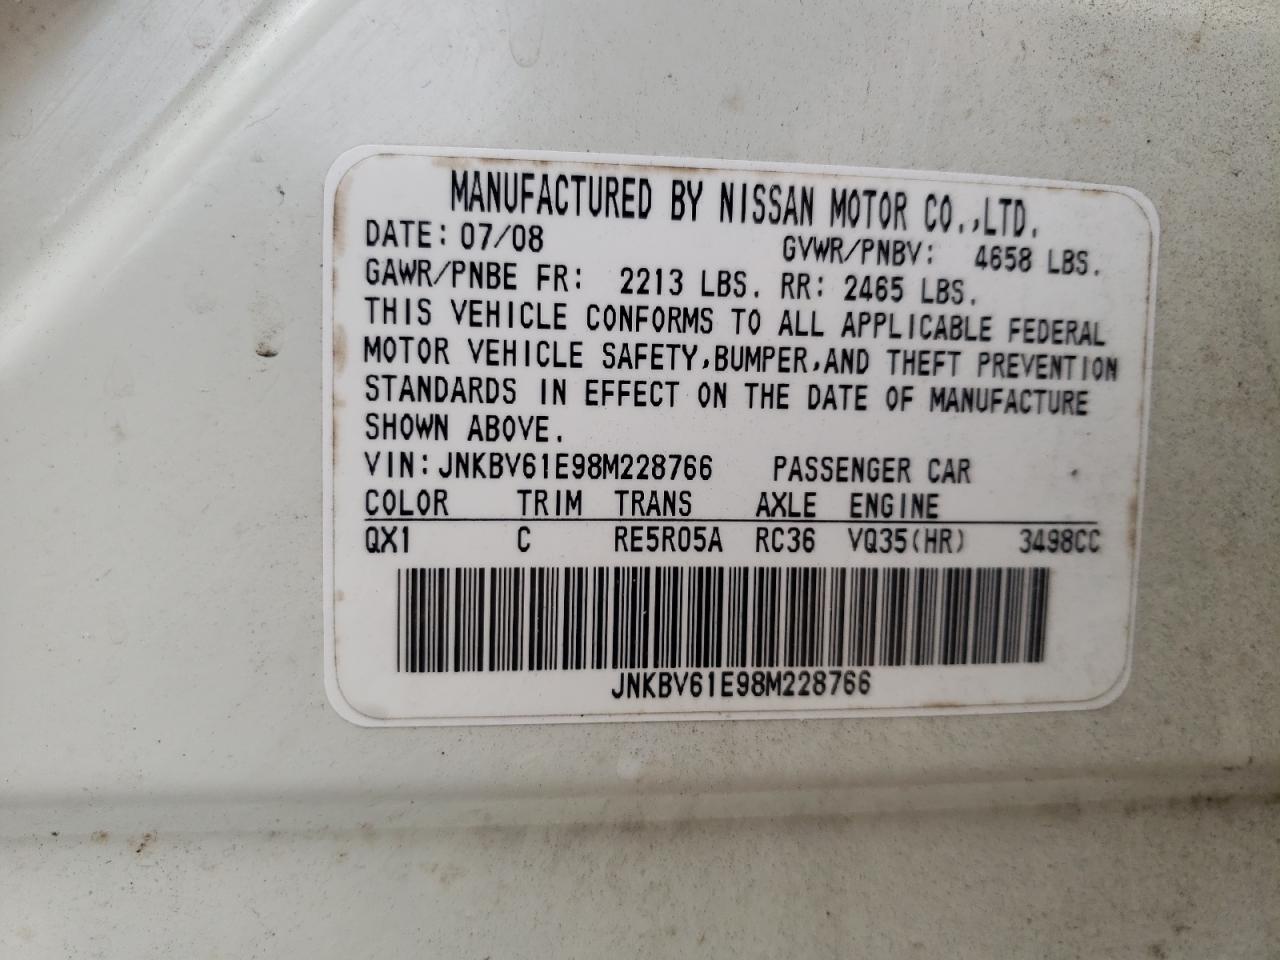 MANUFACTURED BY NISSAN MOTOR CO.,LTD.
DATE: 07/08 GVWR/PNBV: 4658 LBS.
GAWR/PNBE FR: 2213 LBS. RR: 2465 LBS.
THIS VEHICLE CONFORMS TO ALL APPLICABLE FEDERAL
MOTOR VEHICLE SAFETY,BUMPER,AND THEFT PREVENTION
STANDARDS IN EFFECT ON THE DATE OF MANUFACTURE
SHOWN ABOVE.
VIN: JNKBV61E98M228766 PASSENGER CAR
COLOR TRIM TRANS AXLE ENGINE
QX1 C RE5R05A RC36 VQ35(HR) 3498CC
JNKBV61E98M228766